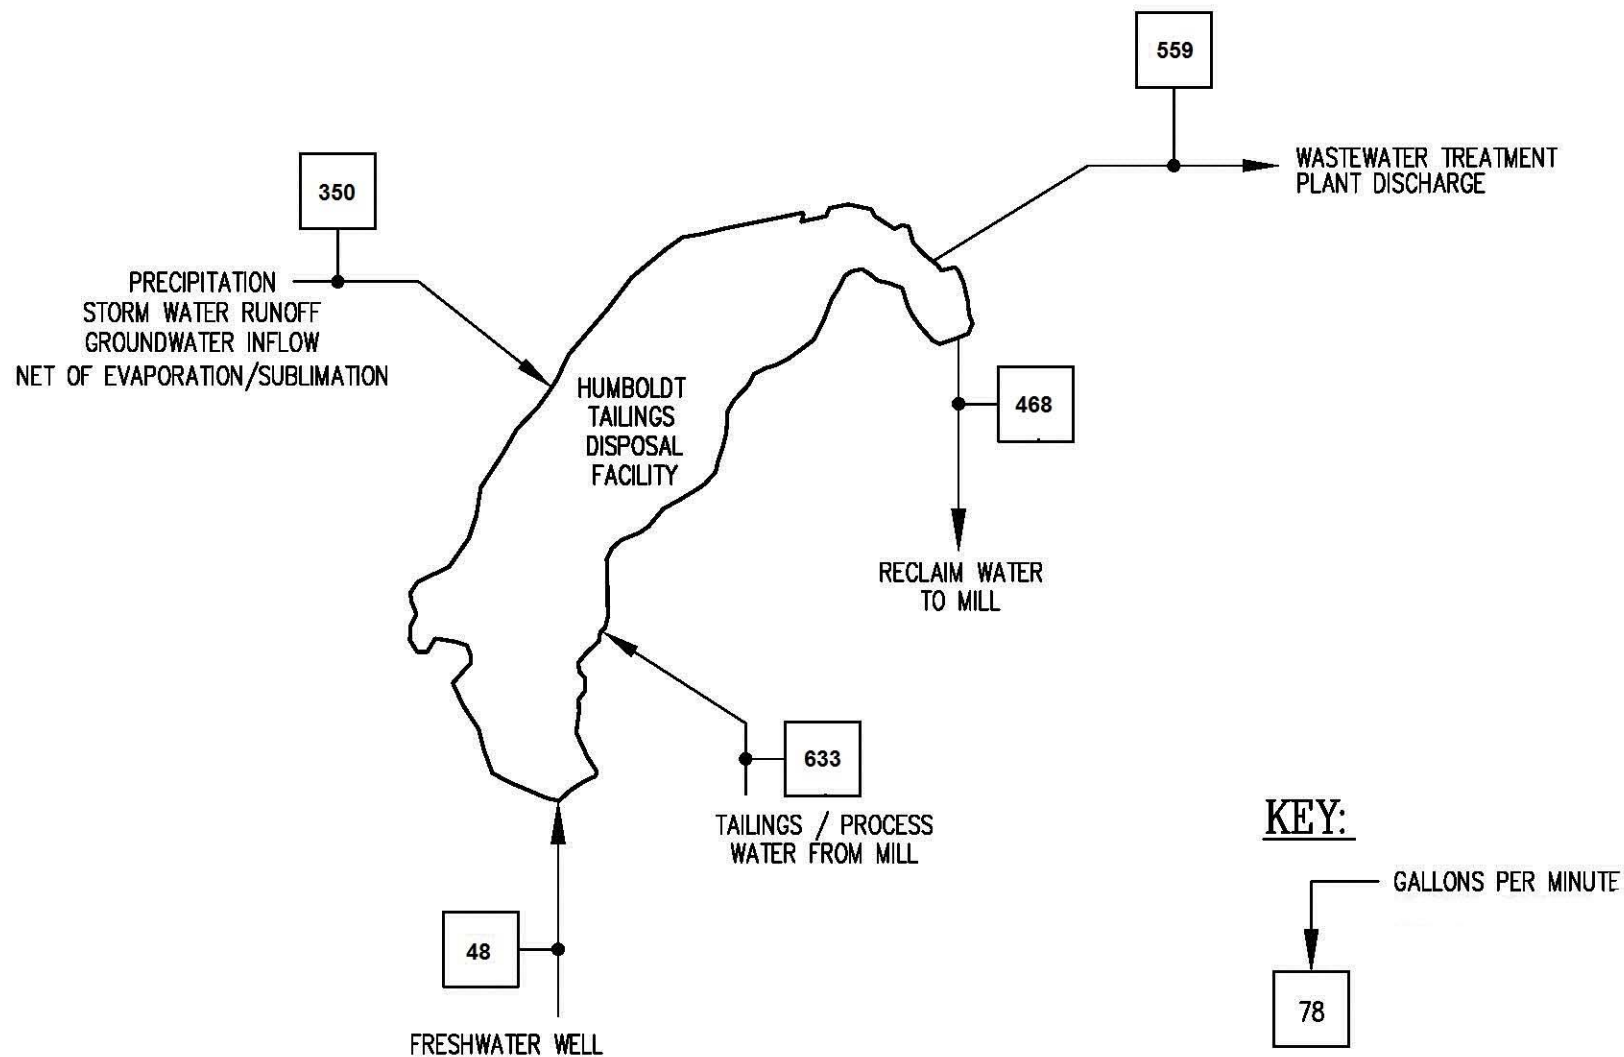 559
WASTEWATER TREATMENT
PLANT DISCHARGE
350
PRECIPITATION
STORM WATER RUNOFF
GROUNDWATER INFLOW
NET OF EVAPORATION/SUBLIMATION
HUMBOLDT
TAILINGS
DISPOSAL
FACILITY
468
RECLAIM WATER
TO MILL
633
TAILINGS / PROCESS
WATER FROM MILL
48
FRESHWATER WELL
KEY:
GALLONS PER MINUTE
78